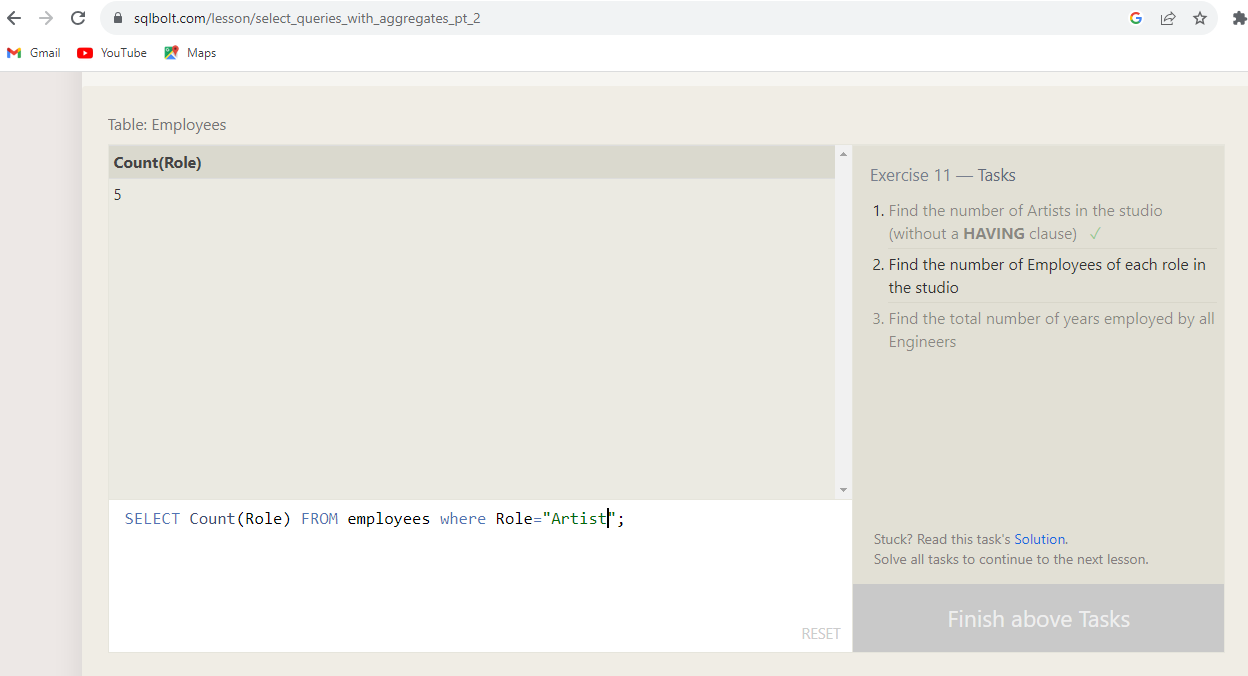 sqlbolt.com/lesson/select_queries_with_aggregates_pt_2
Gmail YouTube Maps
Table: Employees
Count(Role)
5
Exercise 11 — Tasks
1. Find the number of Artists in the studio
(without a HAVING clause) ✓
2. Find the number of Employees of each role in
the studio
3. Find the total number of years employed by all
Engineers
SELECT Count(Role) FROM employees where Role="Artist";
RESET
Stuck? Read this task's Solution.
Solve all tasks to continue to the next lesson.
Finish above Tasks